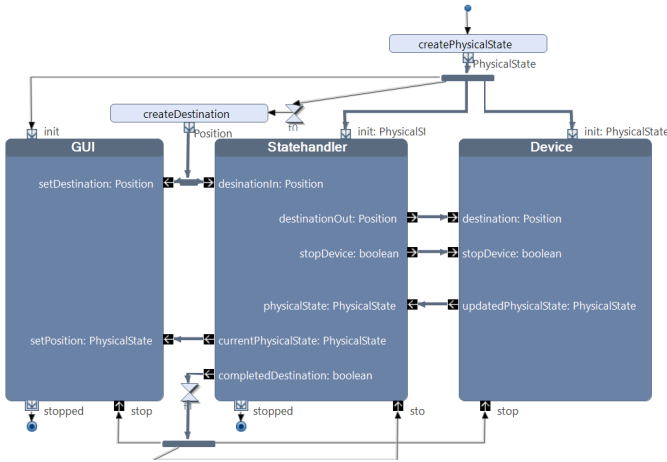 createPhysicalState
PhysicalState
createDestination
f()
Position
init
init: PhysicalSt
init: PhysicalState
GUI
Statehandler
Device
setDestination: Position
desinationIn: Position
destinationOut: Position
destination: Position
stopDevice: boolean
stopDevice: boolean
physicalState: PhysicalState
updatedPhysicalState: PhysicalState
setPosition: PhysicalState
currentPhysicalState: PhysicalState
completedDestination: boolean
f()
stopped
stop
stopped
sto
stop